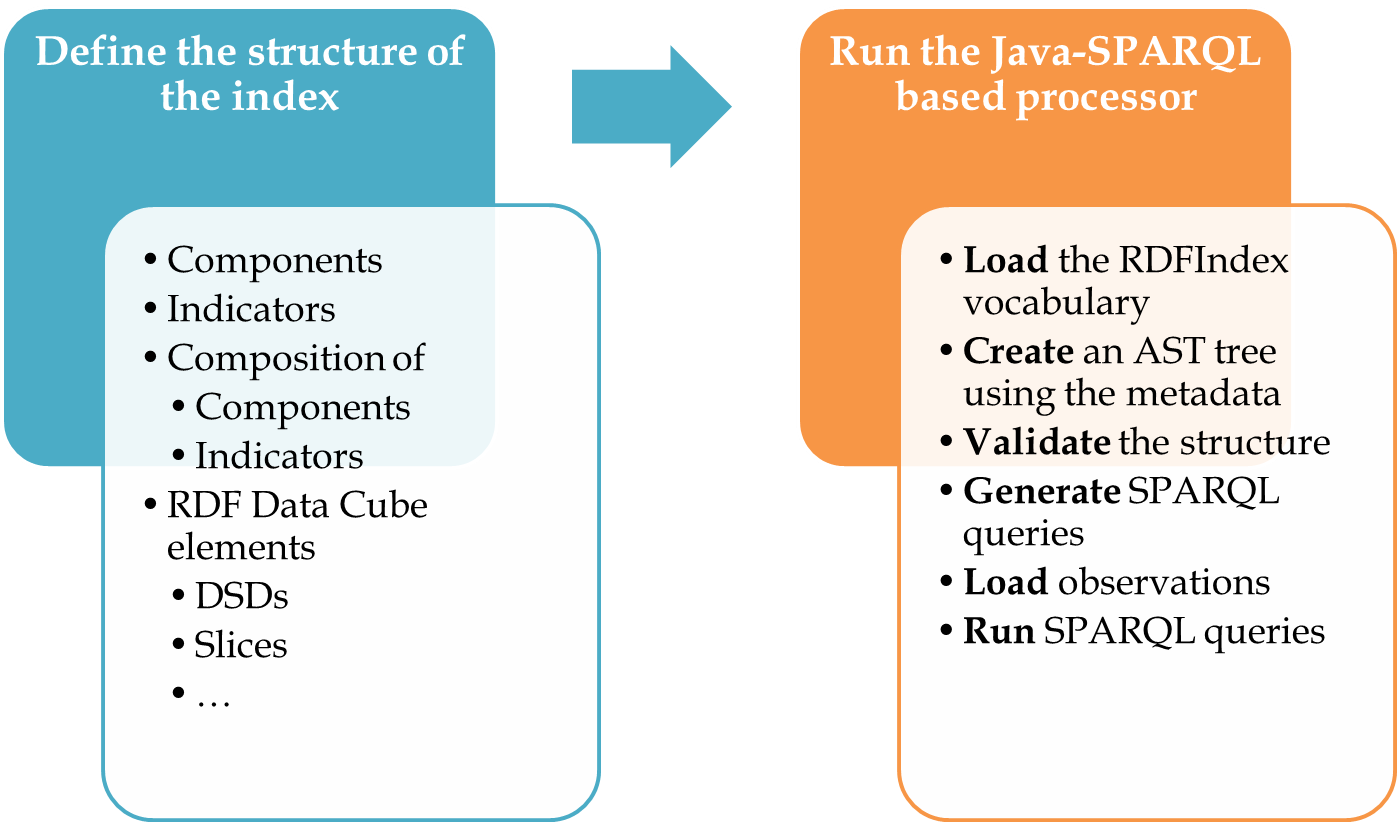 Define the structure of
the index
• Components
• Indicators
• Composition of
• Components
• Indicators
• RDF Data Cube
elements
• DSDs
• Slices
• …
Run the Java-SPARQL
based processor
• Load the RDFIndex
vocabulary
• Create an AST tree
using the metadata
• Validate the structure
• Generate SPARQL
queries
• Load observations
• Run SPARQL queries